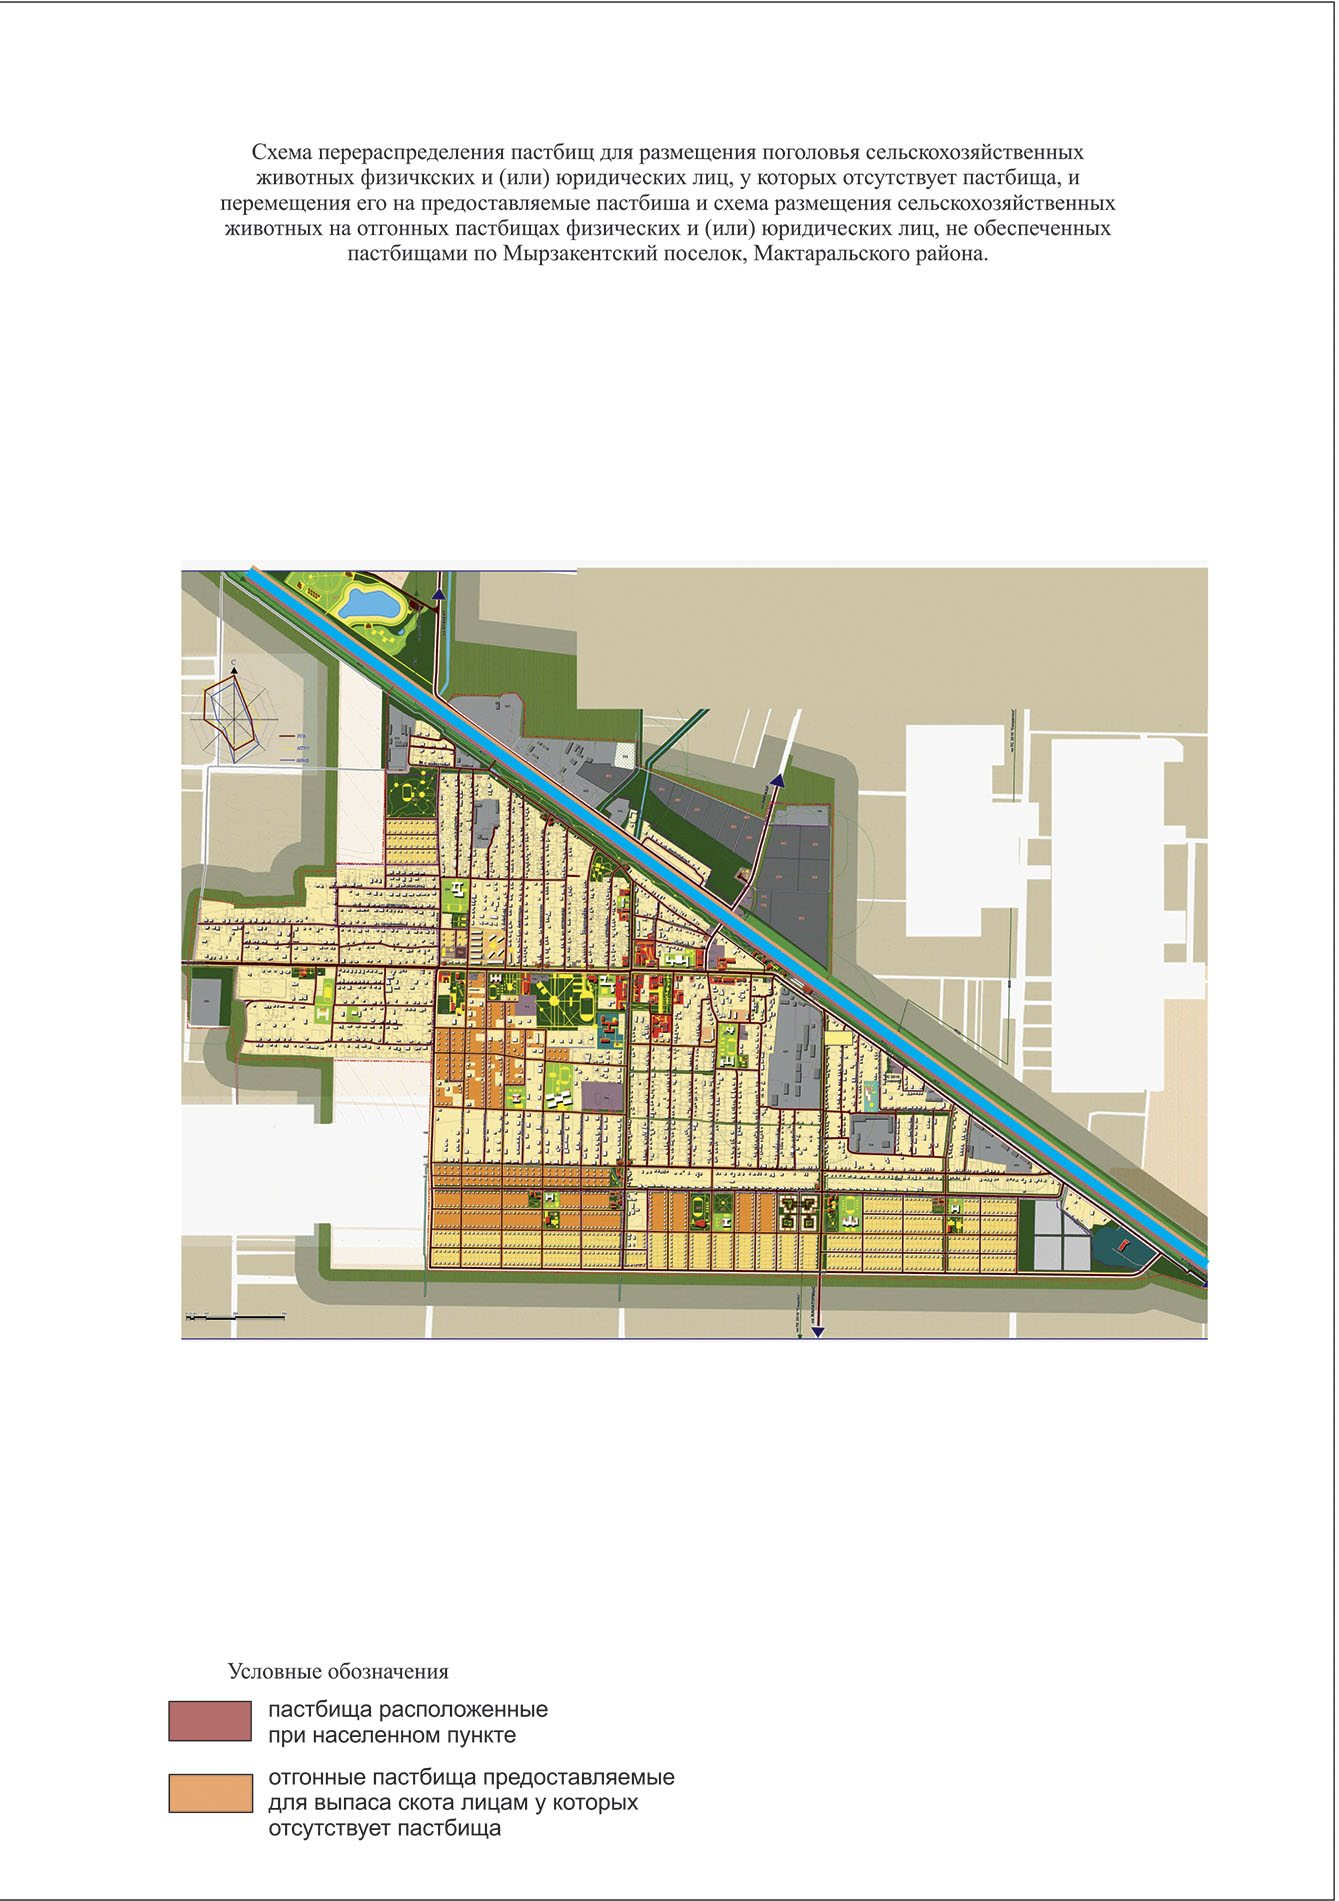 Схема перераспределения пастбищ для размещения поголовья сельскохозяйственных
животных физичкских и (или) юридических лиц, у которых отсутствует пастбища, и
перемещения его на предоставляемые пастбиша и схема размещения сельскохозяйственных
животных на отгонных пастбищах физических и (или) юридических лиц, не обеспеченных
пастбищами по Мырзакентский поселок, Мактаральского района.
С
Условные обозначения
пастбища расположенные
при населенном пункте
отгонные пастбища предоставляемые
для выпаса скота лицам у которых
отсутствует пастбища